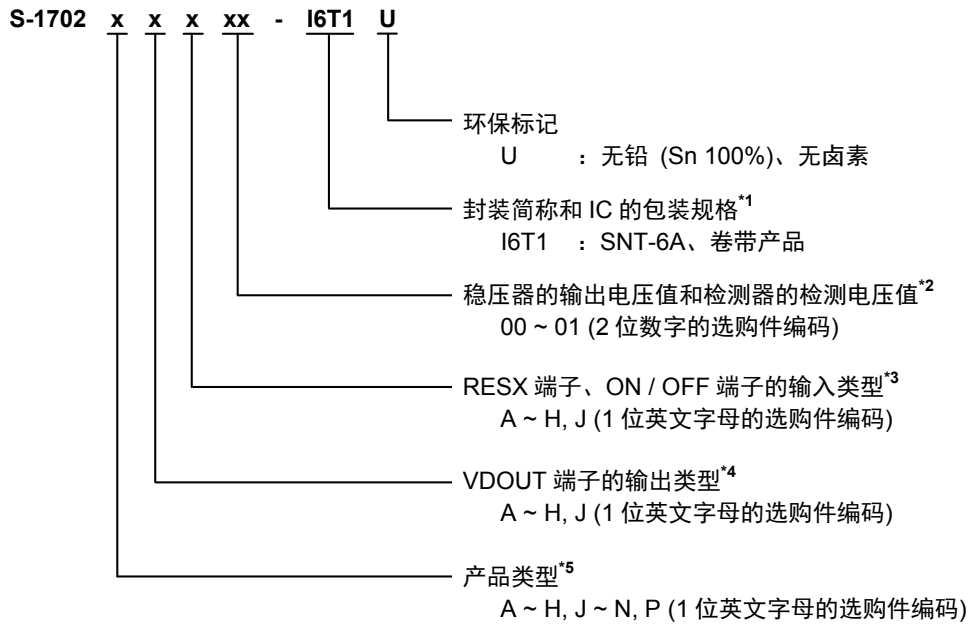 S-1702 x x x xx - I6T1 U
环保标记
U ：无铅 (Sn 100%)、无卤素
封装简称和 IC 的包装规格*1
I6T1 ：SNT-6A、卷带产品
稳压器的输出电压值和检测器的检测电压值*2
00 ~ 01 (2 位数字的选购件编码)
RESX 端子、ON / OFF 端子的输入类型*3
A ~ H, J (1 位英文字母的选购件编码)
VDOUT 端子的输出类型*4
A ~ H, J (1 位英文字母的选购件编码)
产品类型*5
A ~ H, J ~ N, P (1 位英文字母的选购件编码)